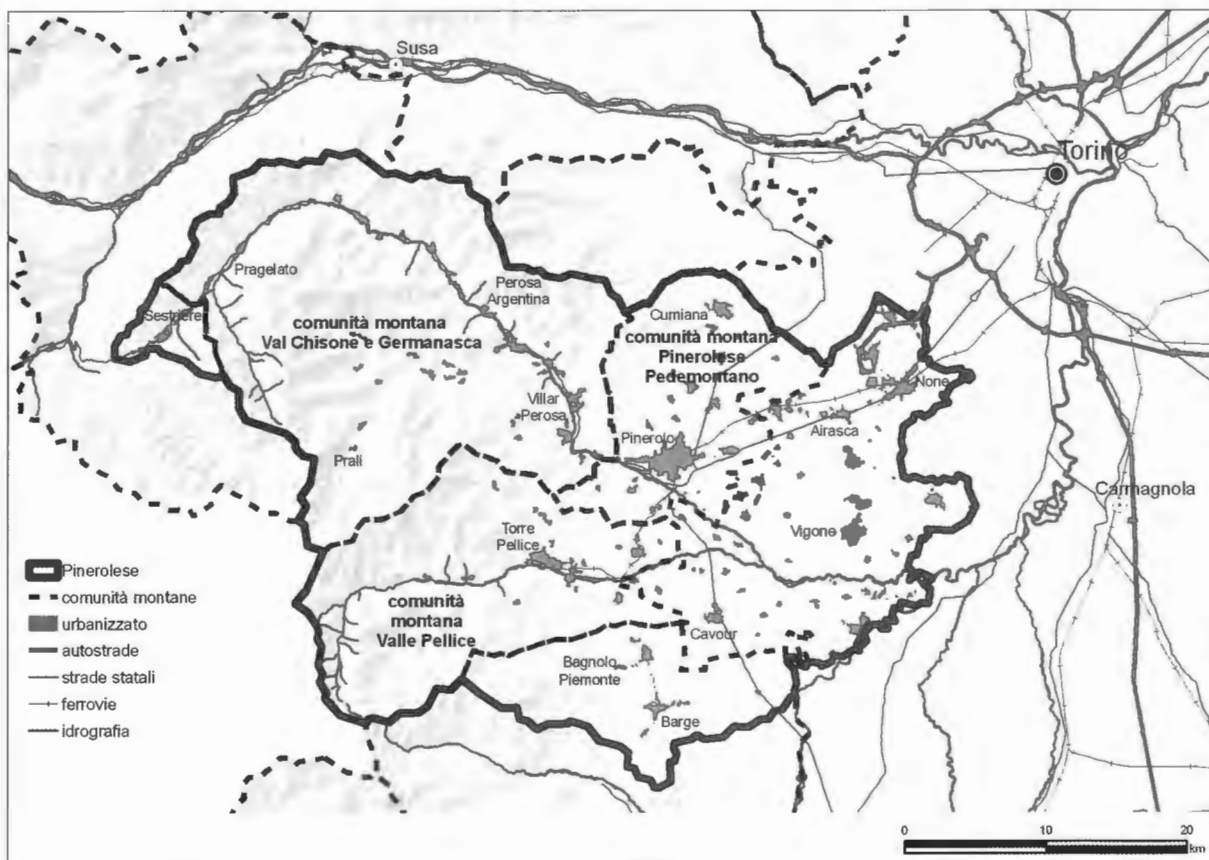 Susa
Torino
Pragelato
Perosa
Argentina
Cumiana
Sestriere
comunità montana
Val Chisone e Germanasca
comunità montana
Pinerolese
Pedemontano
None
Villar
Perosa
Pinerolo
Airasca
Prali
Carmagnola
Torre
Pellice
Vigone
Pinerolese
comunità montane
urbanizzato
autostrade
strade statali
ferrovie
idrografia
comunità
montana
Valle Pellice
Cavour
Bagnolo
Piemonte
Barge
0 10 20
km